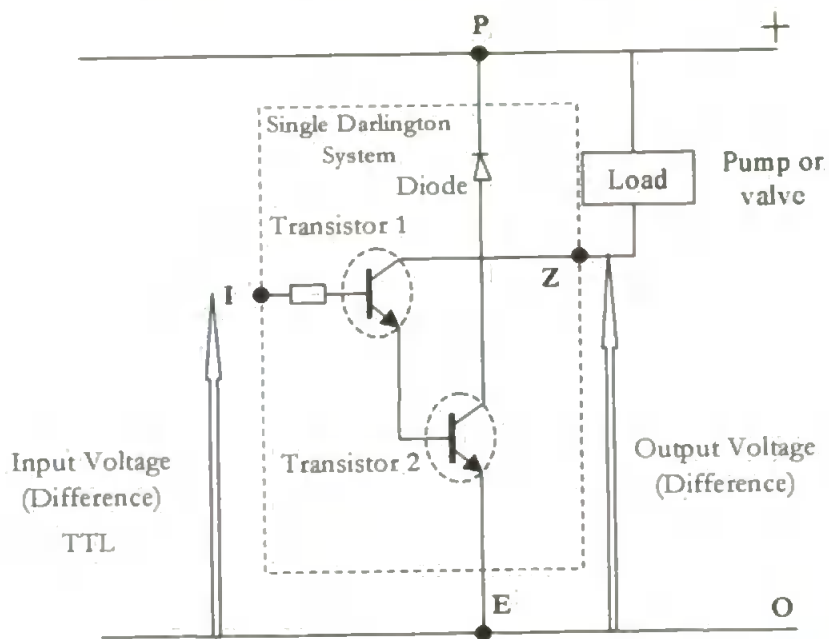 P
+
Single Darlington
System
Diode
Load
Pump or
valve
Transistor 1
I
Z
Input Voltage
(Difference)
TTL
Transistor 2
Output Voltage
(Difference)
E
O